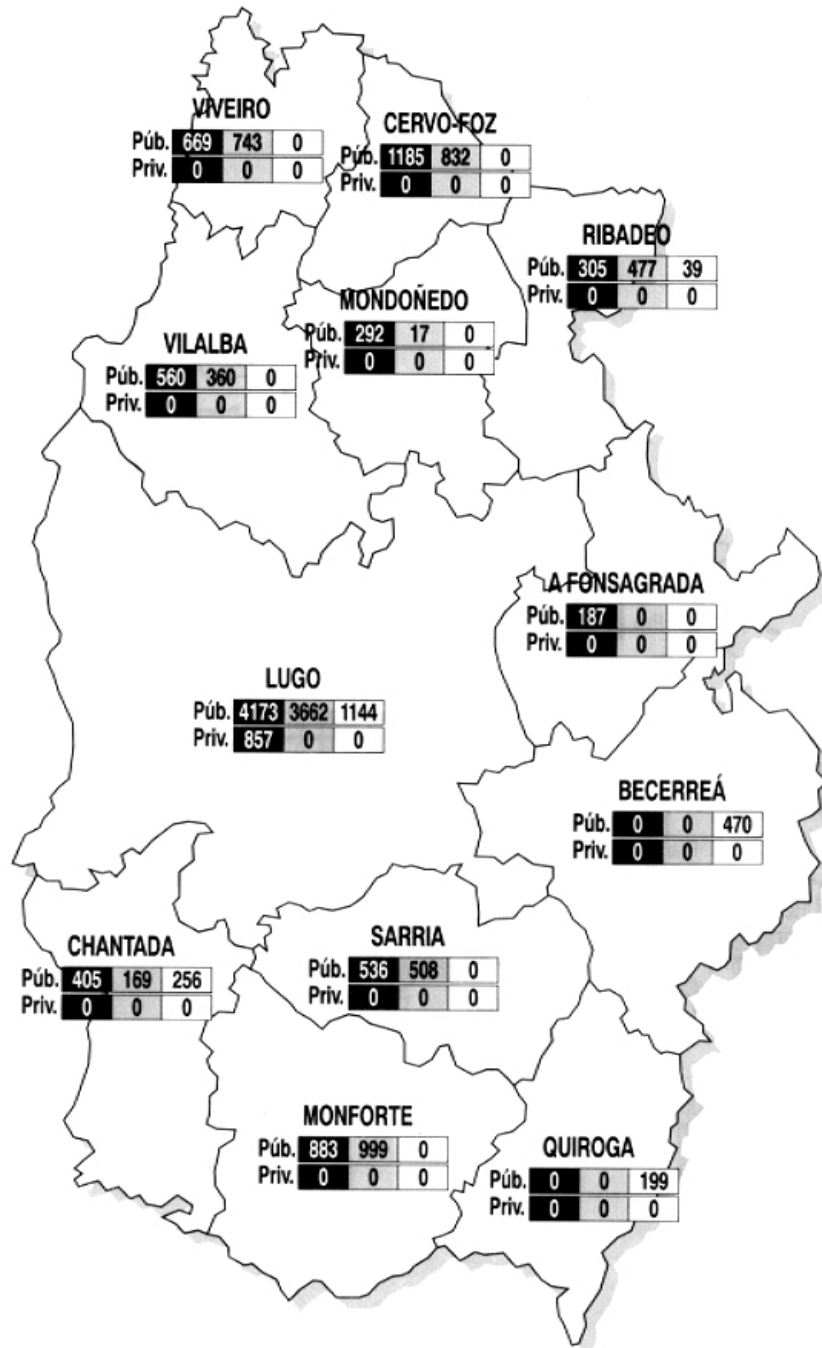 VIVEIRO
Púb. 669 743 0
Priv. 0 0 0
CERVO-FOZ
Púb. 1185 832 0
Priv. 0 0 0
RIBADEO
Púb. 305 477 39
Priv. 0 0 0
MONDOÑEDO
Púb. 292 17 0
Priv. 0 0 0
VILALBA
Púb. 560 360 0
Priv. 0 0 0
A FONSAGRADA
Púb. 187 0 0
Priv. 0 0 0
LUGO
Púb. 4173 3662 1144
Priv. 857 0 0
BECERREÁ
Púb. 0 0 470
Priv. 0 0 0
CHANTADA
Púb. 405 169 256
Priv. 0 0 0
SARRIA
Púb. 536 508 0
Priv. 0 0 0
MONFORTE
Púb. 883 999 0
Priv. 0 0 0
QUIROGA
Púb. 0 0 199
Priv. 0 0 0